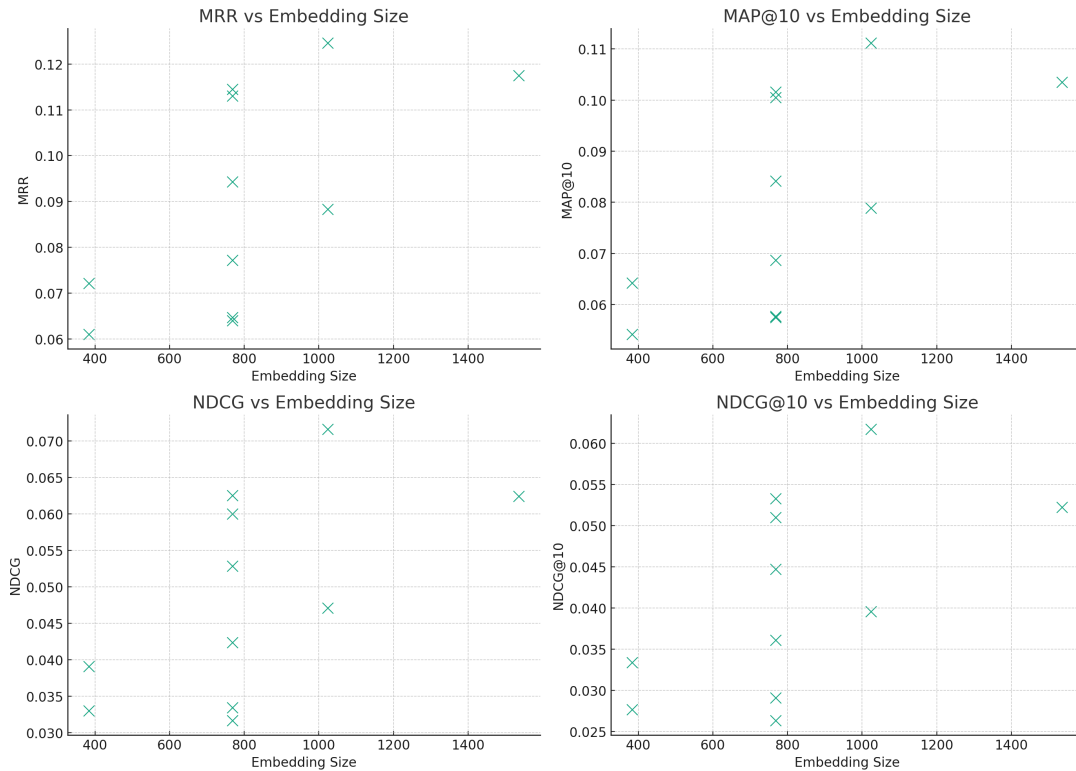 MRR vs Embedding Size
0.12
0.11
0.10
0.09
0.08
0.07
0.06
MRR
400 600 800 1000 1200 1400
Embedding Size
MAP@10 vs Embedding Size
0.11
0.10
0.09
0.08
0.07
0.06
MAP@10
400 600 800 1000 1200 1400
Embedding Size
NDCG vs Embedding Size
0.070
0.065
0.060
0.055
0.050
0.045
0.040
0.035
0.030
NDCG
400 600 800 1000 1200 1400
Embedding Size
NDCG@10 vs Embedding Size
0.060
0.055
0.050
0.045
0.040
0.035
0.030
0.025
NDCG@10
400 600 800 1000 1200 1400
Embedding Size